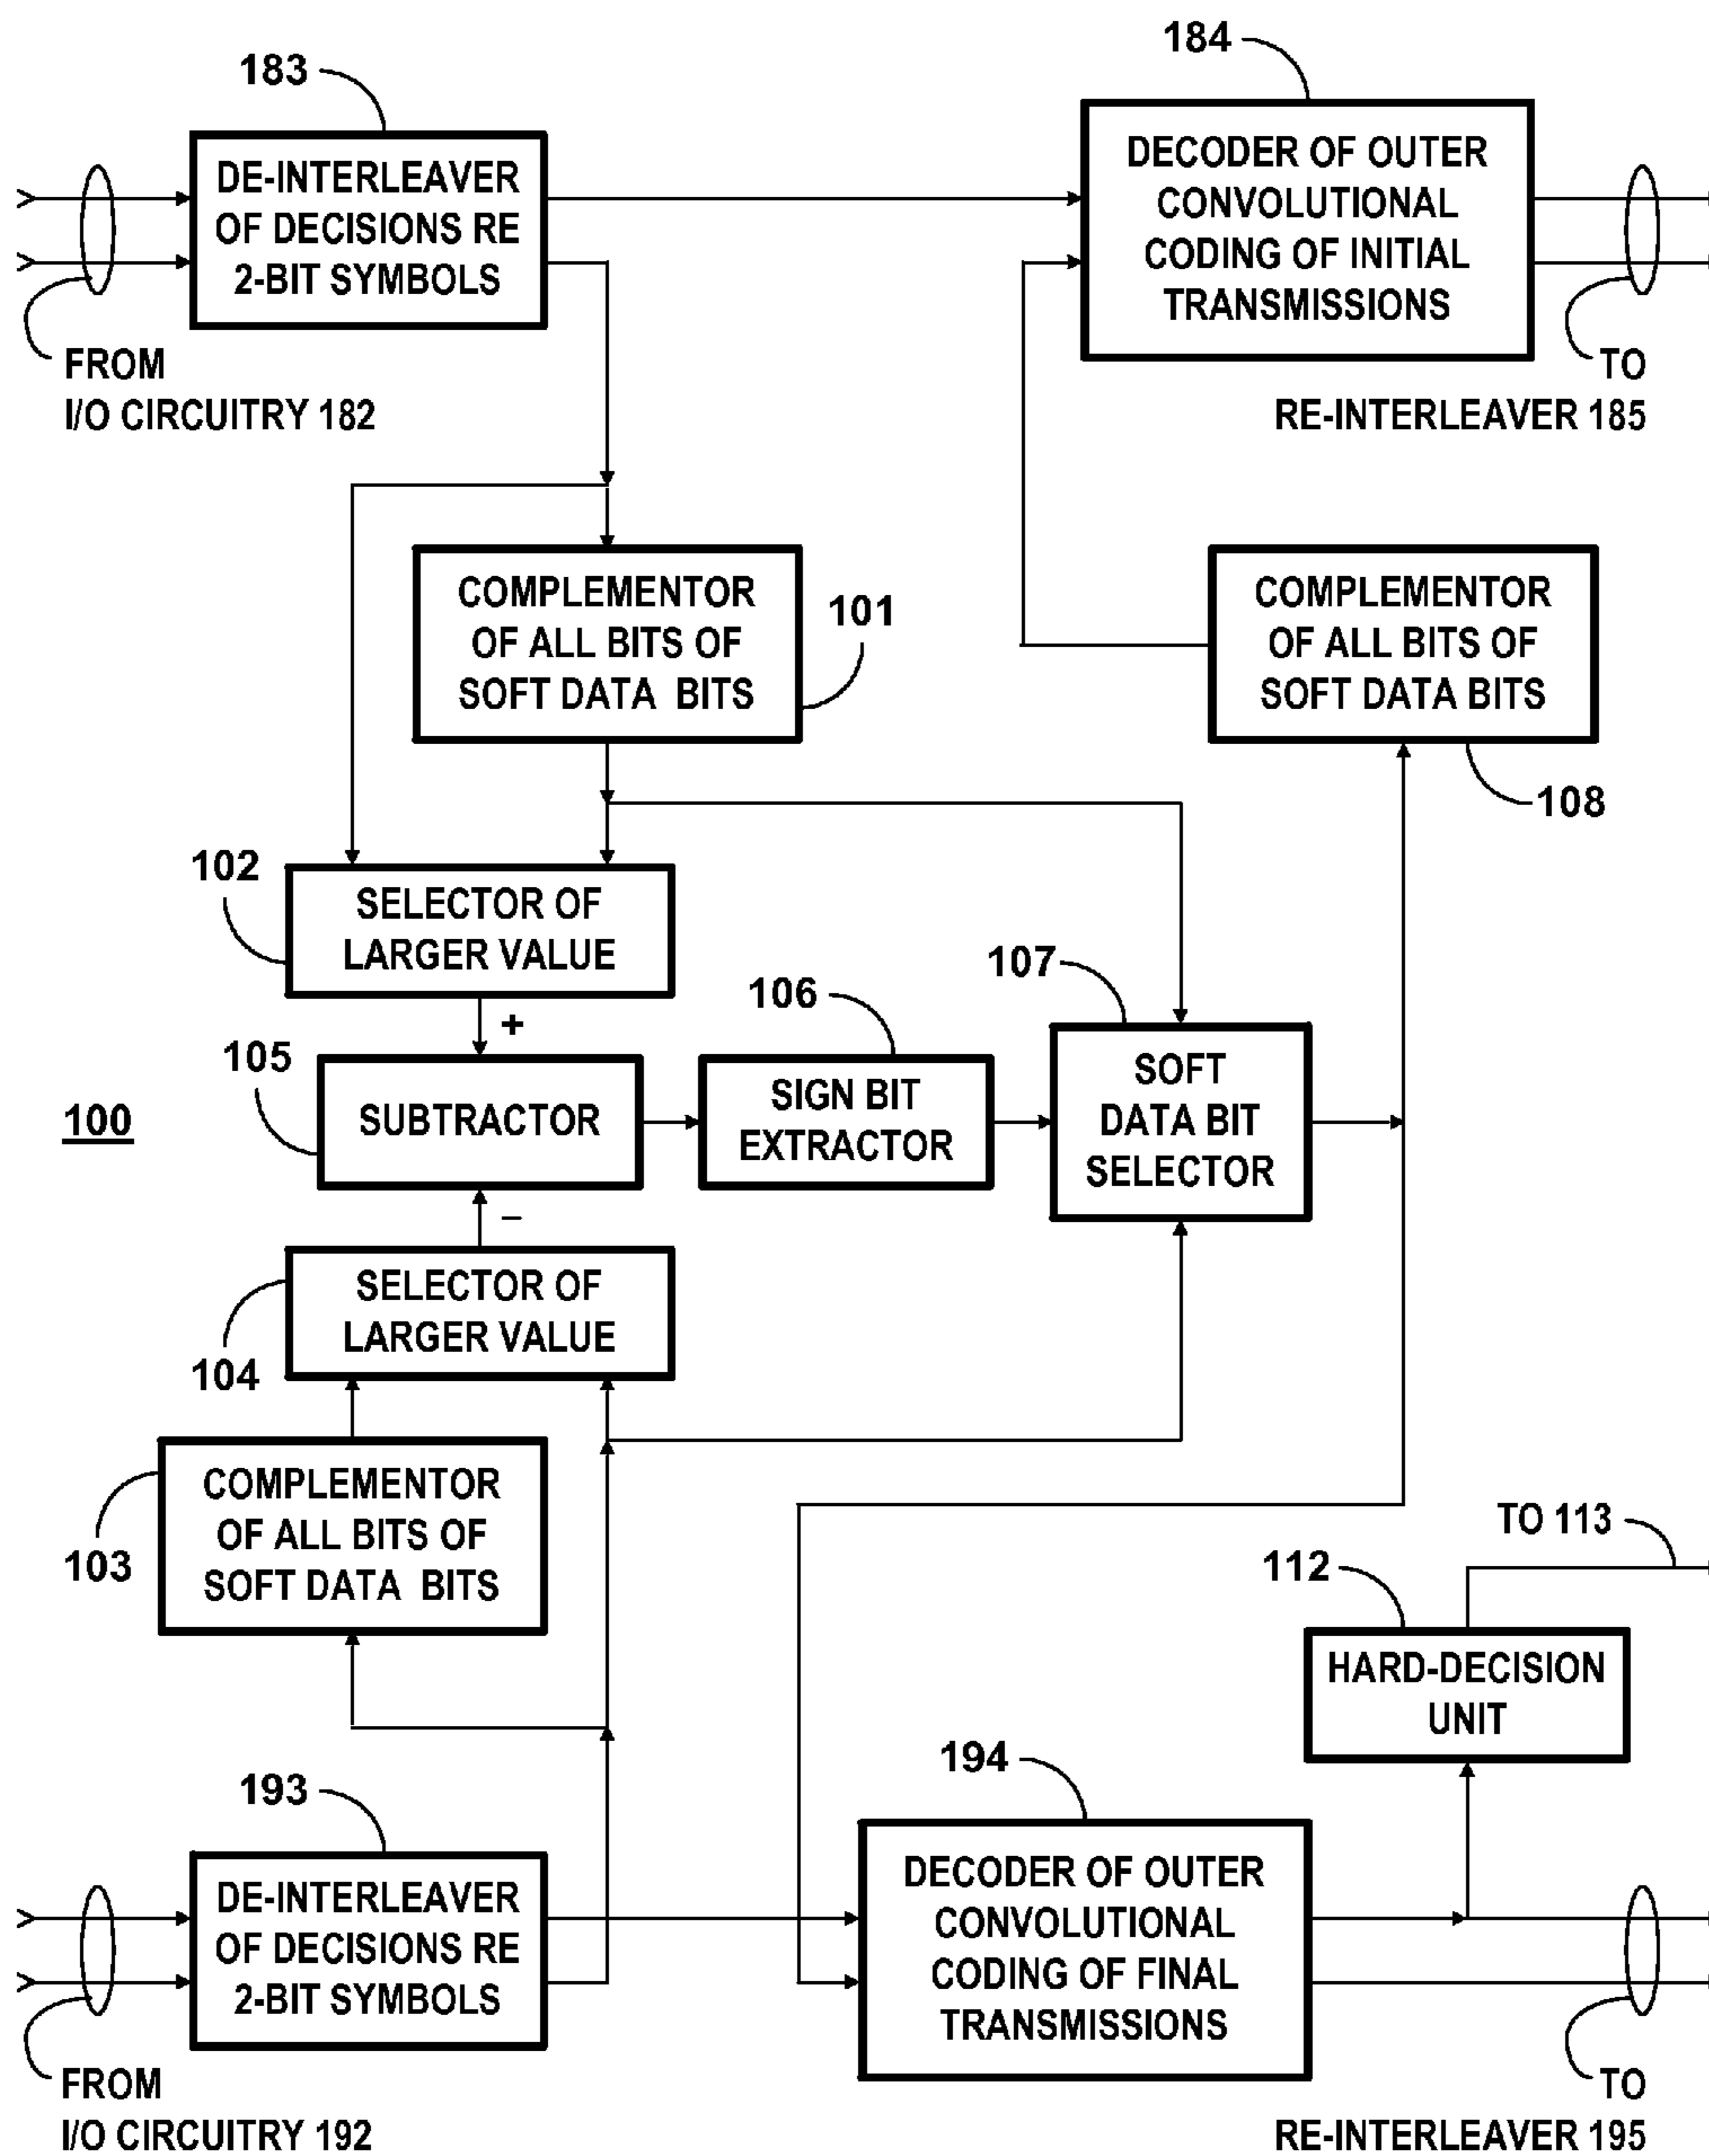 184
183
DE-INTERLEAVER
OF DECISIONS RE
2-BIT SYMBOLS
DECODER OF OUTER
CONVOLUTIONAL
CODING OF INITIAL
TRANSMISSIONS
FROM
I/O CIRCUITRY 182
TO
RE-INTERLEAVER 185
COMPLEMENTOR
OF ALL BITS OF
SOFT DATA BITS
101
COMPLEMENTOR
OF ALL BITS OF
SOFT DATA BITS
108
102
SELECTOR OF
LARGER VALUE
+
107
106
105
100
SUBTRACTOR
SIGN BIT
EXTRACTOR
SOFT
DATA BIT
SELECTOR
–
SELECTOR OF
LARGER VALUE
104
COMPLEMENTOR
OF ALL BITS OF
SOFT DATA BITS
103
TO 113
112
HARD-DECISION
UNIT
194
193
DE-INTERLEAVER
OF DECISIONS RE
2-BIT SYMBOLS
DECODER OF OUTER
CONVOLUTIONAL
CODING OF FINAL
TRANSMISSIONS
FROM
I/O CIRCUITRY 192
TO
RE-INTERLEAVER 195